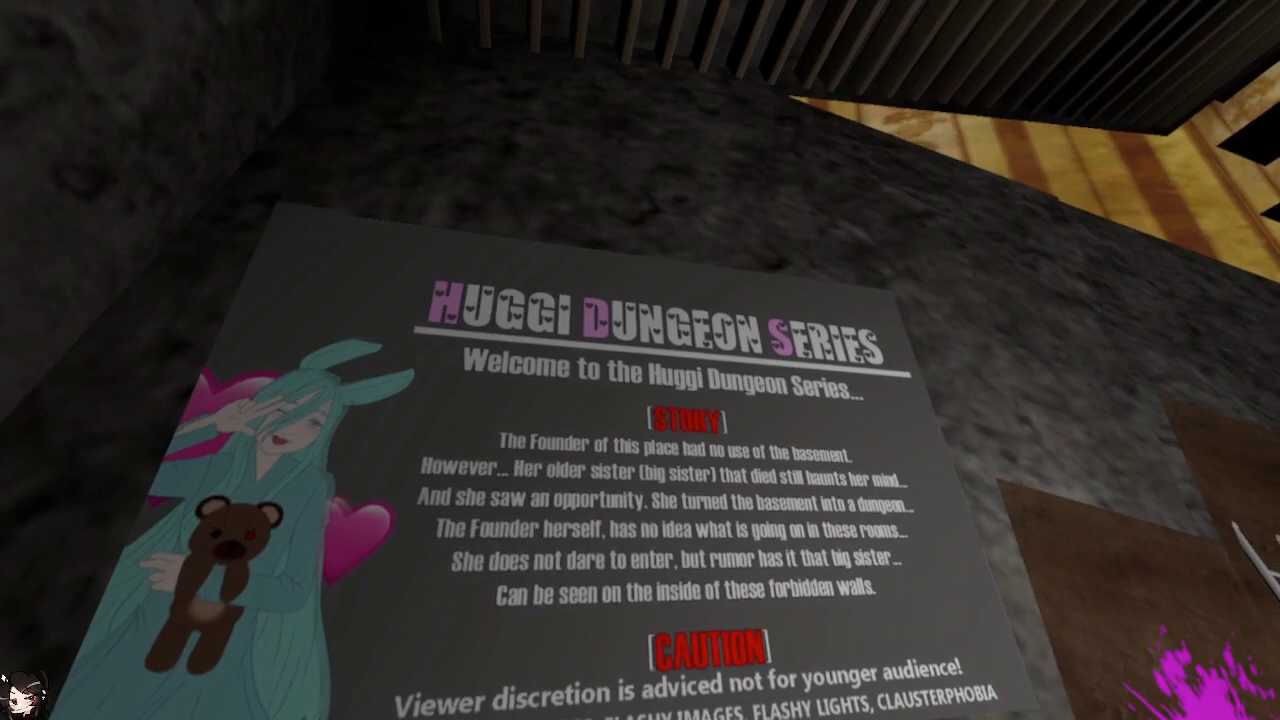 HUGGI DUNGEON SERIES
Welcome to the Huggi Dungeon Series...
[STORY]
The Founder of this place had no use of the basement.
However... Her older sister (big sister) that died still haunts her mind...
And she saw an opportunity. She turned the basement into a dungeon...
The Founder herself, has no idea what is going on in these rooms...
She does not dare to enter, but rumor has it that big sister...
Can be seen on the inside of these forbidden walls.
[CAUTION]
Viewer discretion is adviced not for younger audience!
FLASHY IMAGES, FLASHY LIGHTS, CLAUSTERPHOBIA